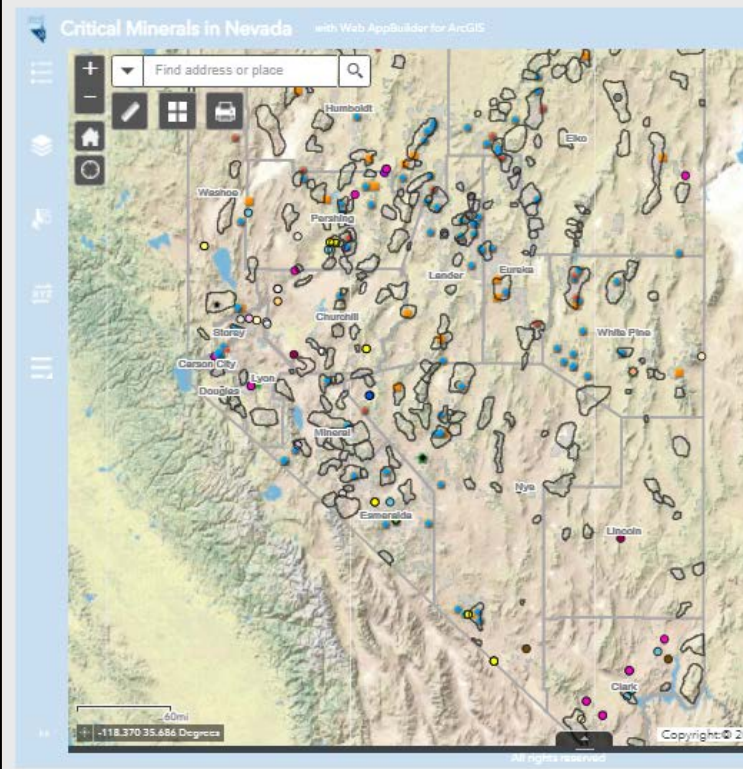 Critical Minerals in Nevada
with Web AppBuilder for ArcGIS
+
Find address or place
−
Humboldt
Elko
Washoe
Pershing
Lander
Eureka
Churchill
Storey
White Pine
Carson City
Lyon
Douglas
Mineral
Nye
Esmeralda
Lincoln
Clark
60mi
-118.370 35.686 Degrees
Copyright:© 2
All rights reserved